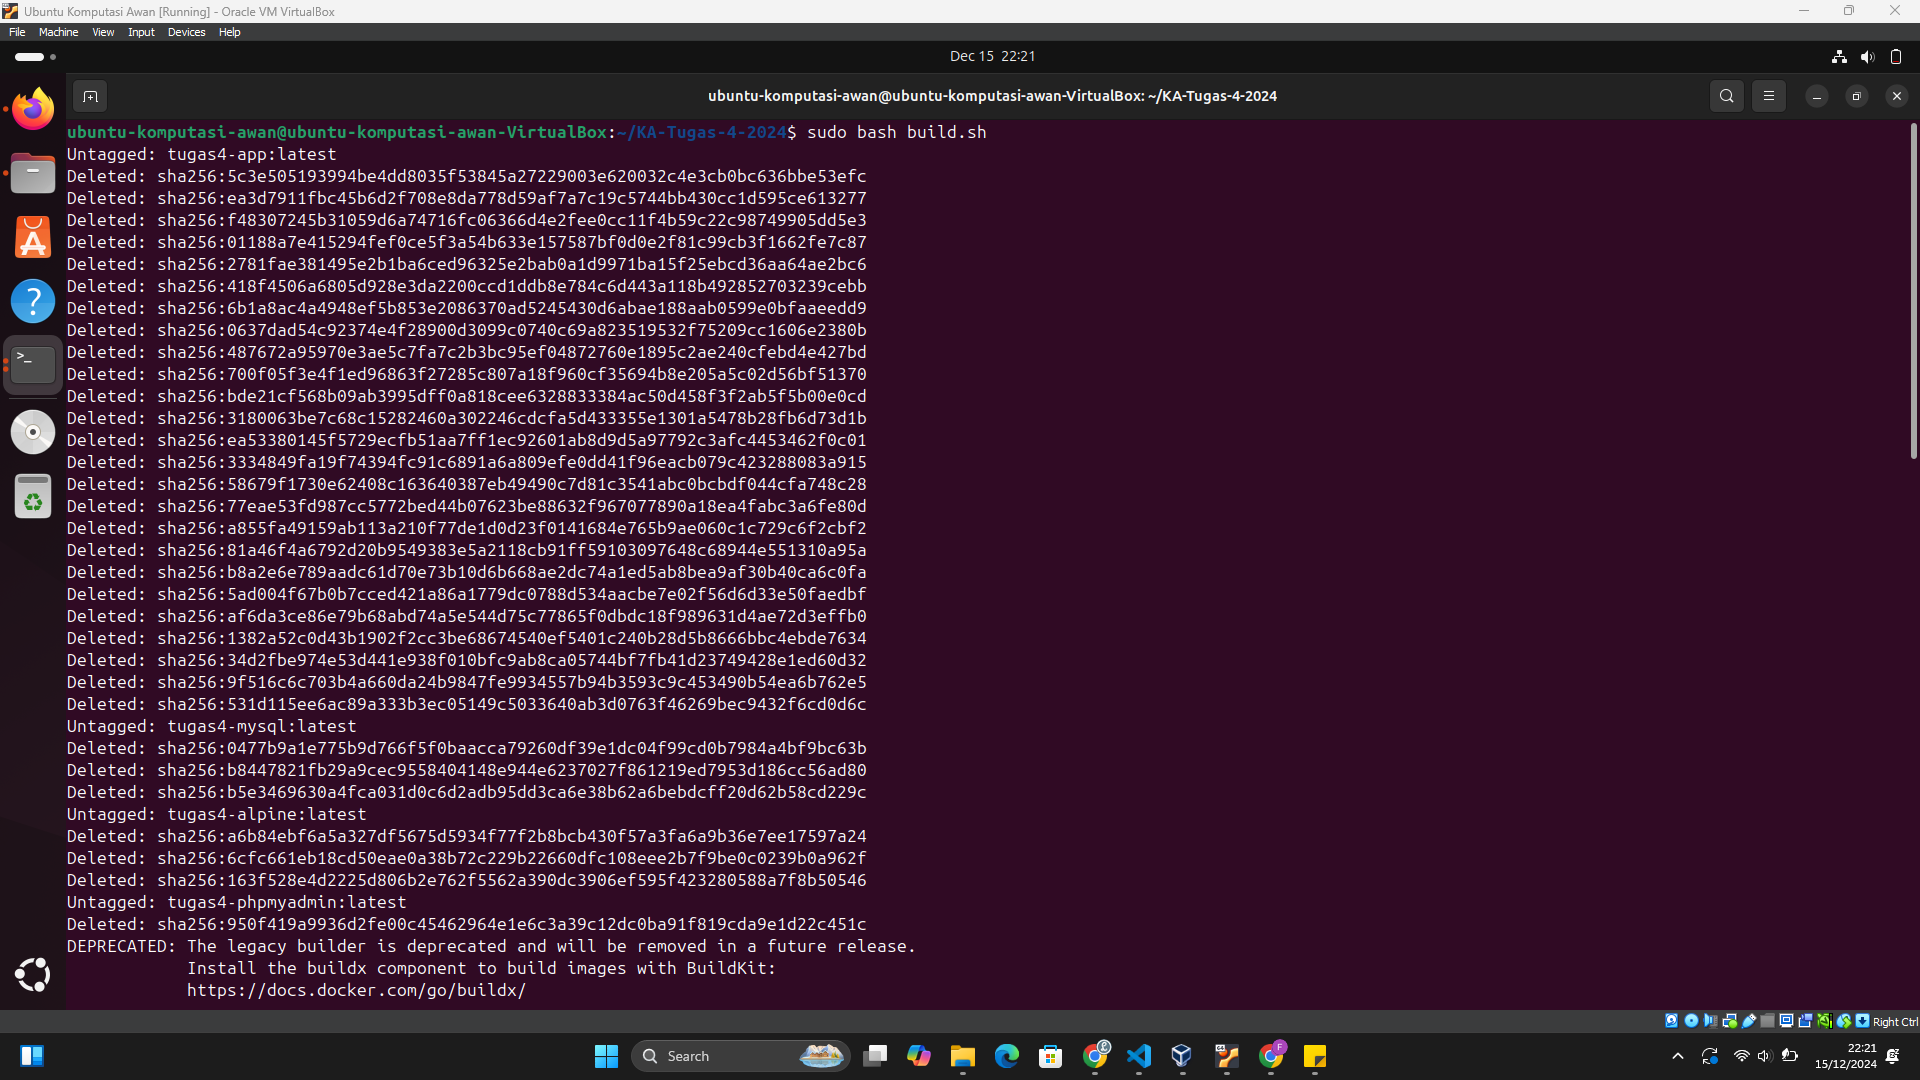 Ubuntu Komputasi Awan [Running] - Oracle VM VirtualBox
File Machine View Input Devices Help
Dec 15 22:21
ubuntu-komputasi-awan@ubuntu-komputasi-awan-VirtualBox: ~/KA-Tugas-4-2024
ubuntu-komputasi-awan@ubuntu-komputasi-awan-VirtualBox:~/KA-Tugas-4-2024$ sudo bash build.sh
Untagged: tugas4-app:latest
Deleted: sha256:5c3e505193994be4dd8035f53845a27229003e620032c4e3cb0bc636bbe53efc
Deleted: sha256:ea3d7911fbc45b6d2f708e8da778d59af7a7c19c5744bb430cc1d595ce613277
Deleted: sha256:f48307245b31059d6a74716fc06366d4e2fee0cc11f4b59c22c98749905dd5e3
Deleted: sha256:01188a7e415294fef0ce5f3a54b633e157587bf0d0e2f81c99cb3f1662fe7c87
Deleted: sha256:2781fae381495e2b1ba6ced96325e2bab0a1d9971ba15f25ebcd36aa64ae2bc6
Deleted: sha256:418f4506a6805d928e3da2200ccd1ddb8e784c6d443a118b492852703239cebb
Deleted: sha256:6b1a8ac4a4948ef5b853e2086370ad5245430d6abae188aab0599e0bfaaeedd9
Deleted: sha256:0637dad54c92374e4f28900d3099c0740c69a823519532f75209cc1606e2380b
Deleted: sha256:487672a95970e3ae5c7fa7c2b3bc95ef04872760e1895c2ae240cfebd4e427bd
Deleted: sha256:700f05f3e4f1ed96863f27285c807a18f960cf35694b8e205a5c02d56bf51370
Deleted: sha256:bde21cf568b09ab3995dff0a818cee6328833384ac50d458f3f2ab5f5b00e0cd
Deleted: sha256:3180063be7c68c15282460a302246cdcfa5d433355e1301a5478b28fb6d73d1b
Deleted: sha256:ea53380145f5729ecfb51aa7ff1ec92601ab8d9d5a97792c3afc4453462f0c01
Deleted: sha256:3334849fa19f74394fc91c6891a6a809efe0dd41f96eacb079c423288083a915
Deleted: sha256:58679f1730e62408c163640387eb49490c7d81c3541abc0bcbdf044cfa748c28
Deleted: sha256:77eae53fd987cc5772bed44b07623be88632f967077890a18ea4fabc3a6fe80d
Deleted: sha256:a855fa49159ab113a210f77de1d0d23f0141684e765b9ae060c1c729c6f2cbf2
Deleted: sha256:81a46f4a6792d20b9549383e5a2118cb91ff59103097648c68944e551310a95a
Deleted: sha256:b8a2e6e789aadc61d70e73b10d6b668ae2dc74a1ed5ab8bea9af30b40ca6c0fa
Deleted: sha256:5ad004f67b0b7cced421a86a1779dc0788d534aacbe7e02f56d6d33e50faedbf
Deleted: sha256:af6da3ce86e79b68abd74a5e544d75c77865f0dbdc18f989631d4ae72d3effb0
Deleted: sha256:1382a52c0d43b1902f2cc3be68674540ef5401c240b28d5b8666bbc4ebde7634
Deleted: sha256:34d2fbe974e53d441e938f010bfc9ab8ca05744bf7fb41d23749428e1ed60d32
Deleted: sha256:9f516c6c703b4a660da24b9847fe9934557b94b3593c9c453490b54ea6b762e5
Deleted: sha256:531d115ee6ac89a333b3ec05149c5033640ab3d0763f46269bec9432f6cd0d6c
Untagged: tugas4-mysql:latest
Deleted: sha256:0477b9a1e775b9d766f5f0baacca79260df39e1dc04f99cd0b7984a4bf9bc63b
Deleted: sha256:b8447821fb29a9cec9558404148e944e6237027f861219ed7953d186cc56ad80
Deleted: sha256:b5e3469630a4fca031d0c6d2adb95dd3ca6e38b62a6bebdcff20d62b58cd229c
Untagged: tugas4-alpine:latest
Deleted: sha256:a6b84ebf6a5a327df5675d5934f77f2b8bcb430f57a3fa6a9b36e7ee17597a24
Deleted: sha256:6cfc661eb18cd50eae0a38b72c229b22660dfc108eee2b7f9be0c0239b0a962f
Deleted: sha256:163f528e4d2225d806b2e762f5562a390dc3906ef595f423280588a7f8b50546
Untagged: tugas4-phpmyadmin:latest
Deleted: sha256:950f419a9936d2fe00c45462964e1e6c3a39c12dc0ba91f819cda9e1d22c451c
DEPRECATED: The legacy builder is deprecated and will be removed in a future release.
Install the buildx component to build images with BuildKit:
https://docs.docker.com/go/buildx/
Right Ctrl
Search
22:21
15/12/2024